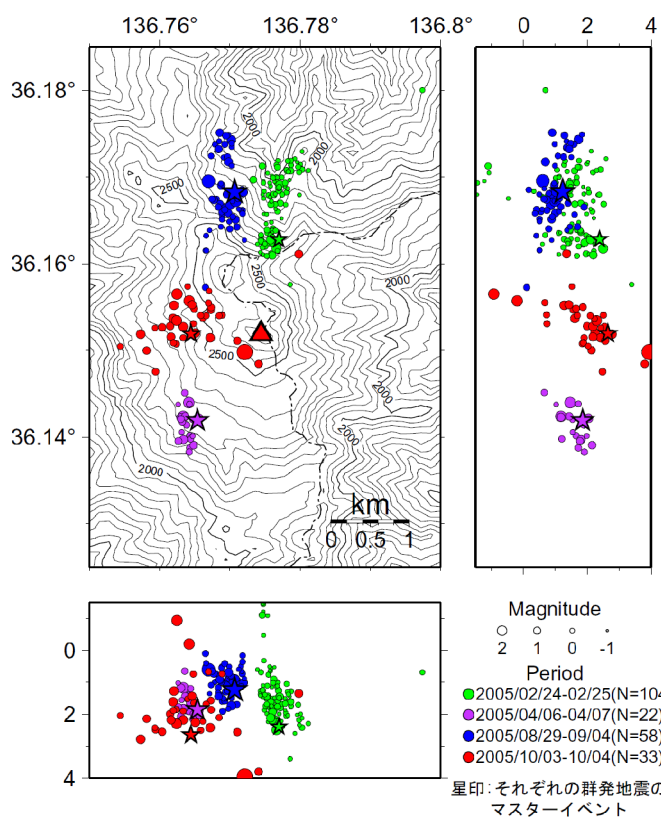 136.76° 136.78° 136.8° 0 2 4
36.18°
36.16°
36.14°
2000
2000
2500
2500
2000
2500
2000
2000
2000
km
0 0.5 1
0
2
4
Magnitude
2 1 0 -1
Period
2005/02/24-02/25(N=104
2005/04/06-04/07(N=22)
2005/08/29-09/04(N=58)
2005/10/03-10/04(N=33)
星印:それぞれの群発地震の
マスターイベント